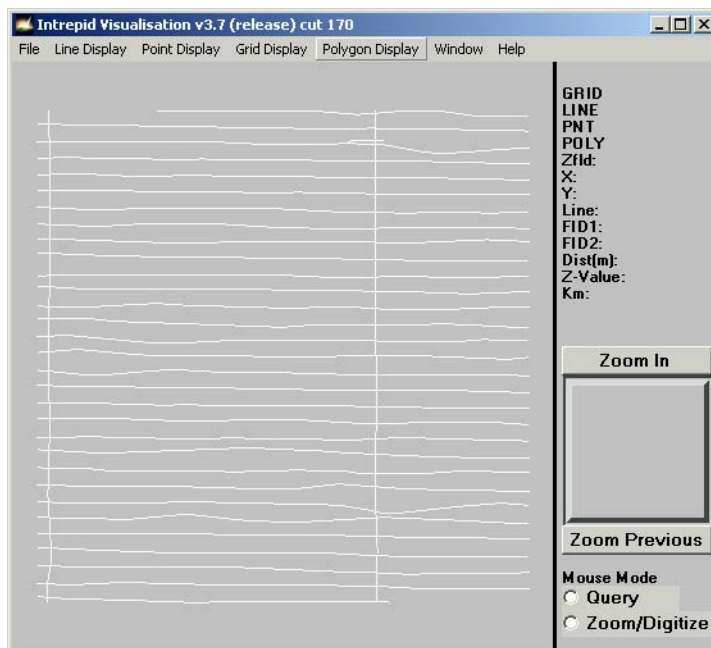 Intrepid Visualisation v3.7 (release) cut 170
File Line Display Point Display Grid Display Polygon Display Window Help
GRID
LINE
PNT
POLY
Zfld:
X:
Y:
Line:
FID1:
FID2:
Dist(m):
Z-Value:
Km:
Zoom In
Zoom Previous
Mouse Mode
Query
Zoom/Digitize